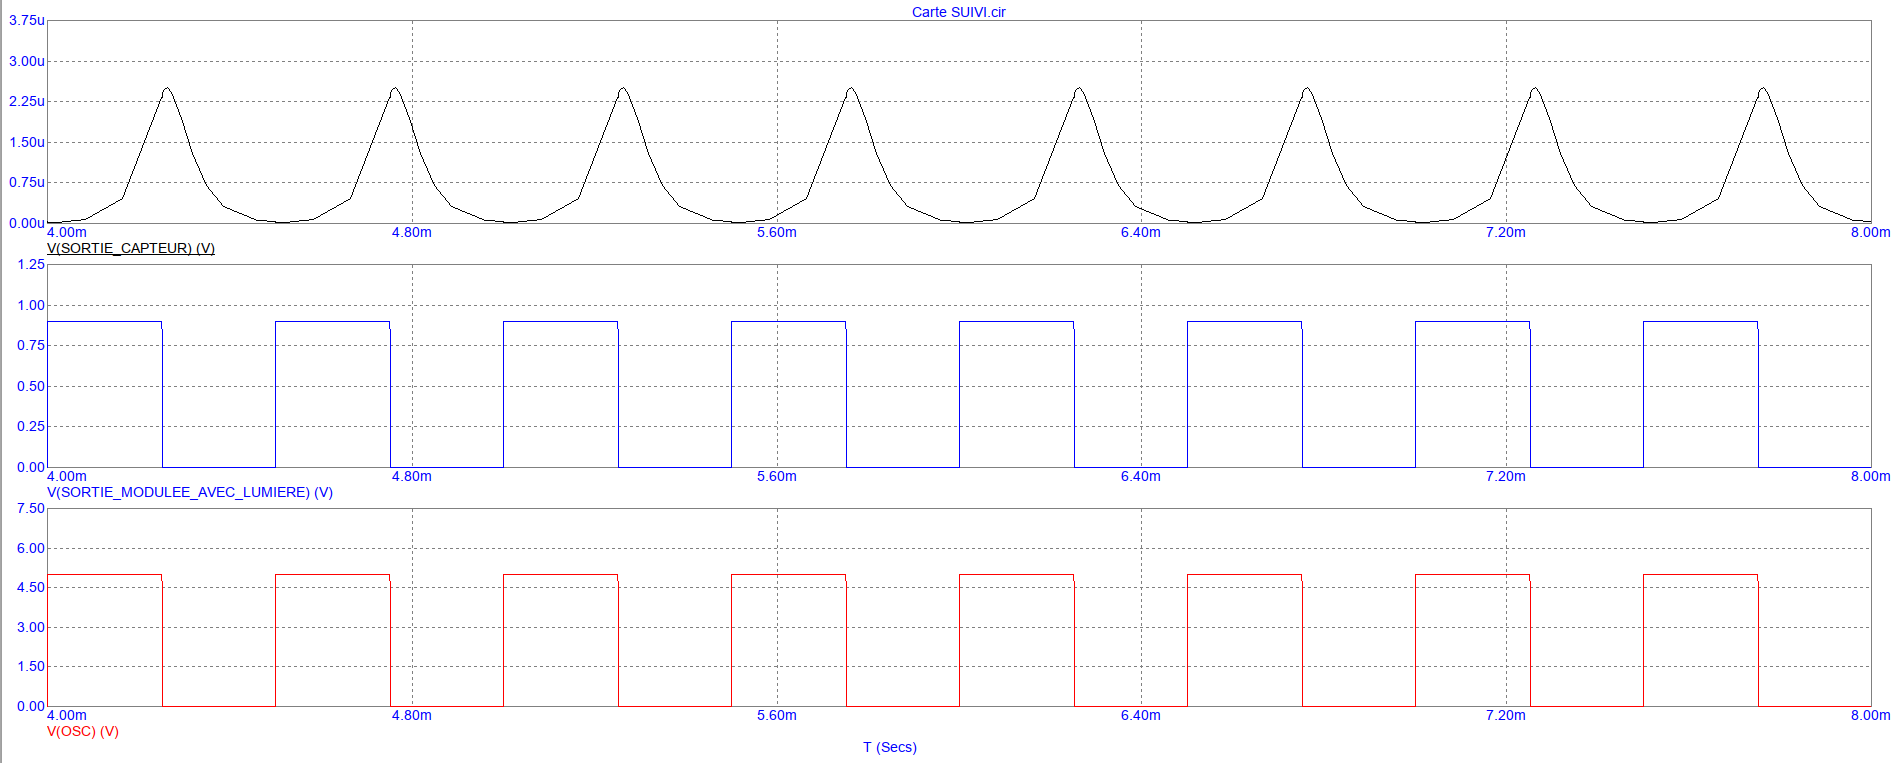 Carte SUIVI.cir
3.75u
3.00u
2.25u
1.50u
0.75u
0.00u
4.00m 4.80m 5.60m 6.40m 7.20m 8.00m
V(SORTIE_CAPTEUR) (V)
1.25
1.00
0.75
0.50
0.25
0.00
4.00m 4.80m 5.60m 6.40m 7.20m 8.00m
V(SORTIE_MODULEE_AVEC_LUMIERE) (V)
7.50
6.00
4.50
3.00
1.50
0.00
4.00m 4.80m 5.60m 6.40m 7.20m 8.00m
V(OSC) (V)
T (Secs)